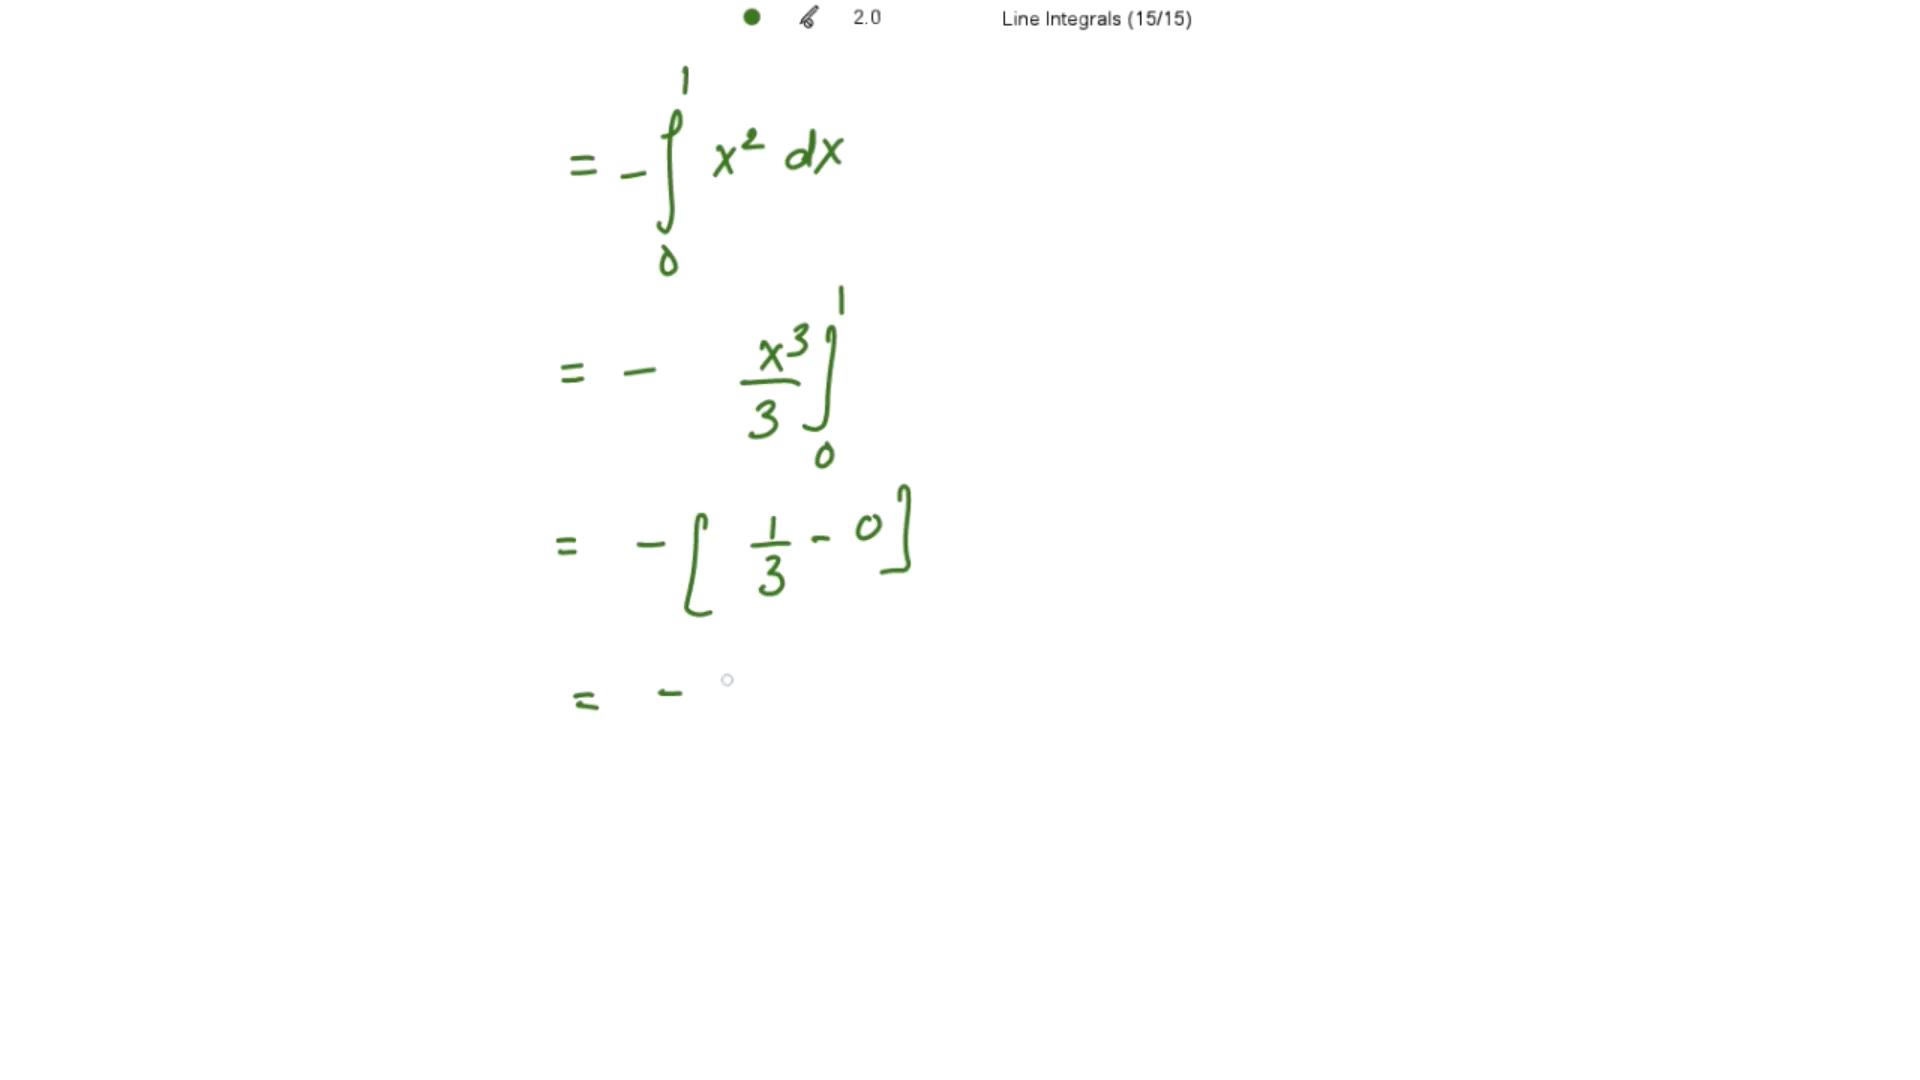 2.0 Line Integrals (15/15)
= - ∫₀¹ x² dx
= - x³/3 ]₀¹
= - [ 1/3 - 0 ]
= -